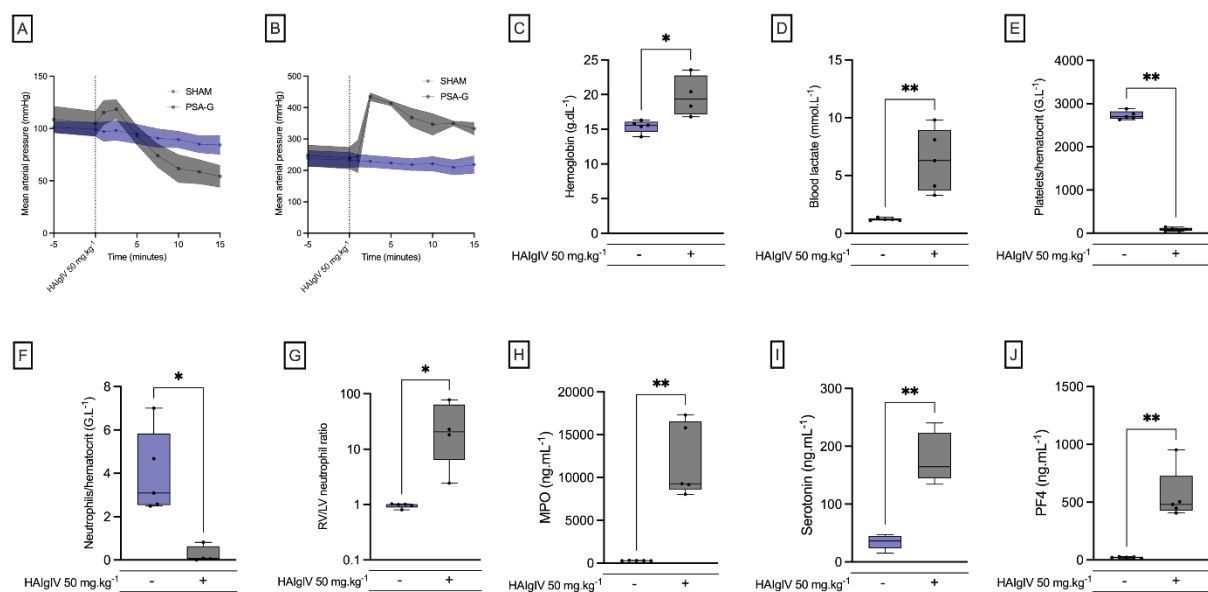 A
Mean arterial pressure (mmHg)
150
100
50
SHAM
PSA-G
-5
0
5
10
15
Time (minutes)
HAIgIV 50 mg.kg-1
B
Mean arterial pressure (mmHg)
500
400
300
200
100
0
SHAM
PSA-G
-5
0
5
10
15
Time (minutes)
HAIgIV 50 mg.kg-1
C
Hemoglobin (g.dL-1)
25
20
15
10
5
0
*
HAIgIV 50 mg.kg-1 - +
D
Blood lactate (mmol.L-1)
15
10
5
0
**
HAIgIV 50 mg.kg-1 - +
E
Platelets/hematocrit (G.L-1)
4000
3000
2000
1000
0
**
HAIgIV 50 mg.kg-1 - +
F
Neutrophils/hematocrit (G.L-1)
8
6
4
2
0
*
HAIgIV 50 mg.kg-1 - +
G
RV/LV neutrophil ratio
100
10
1
0.1
*
HAIgIV 50 mg.kg-1 - +
H
MPO (ng.mL-1)
20000
15000
10000
5000
0
**
HAIgIV 50 mg.kg-1 - +
I
Serotonin (ng.mL-1)
300
200
100
0
**
HAIgIV 50 mg.kg-1 - +
J
PF4 (ng.mL-1)
1500
1000
500
0
**
HAIgIV 50 mg.kg-1 - +